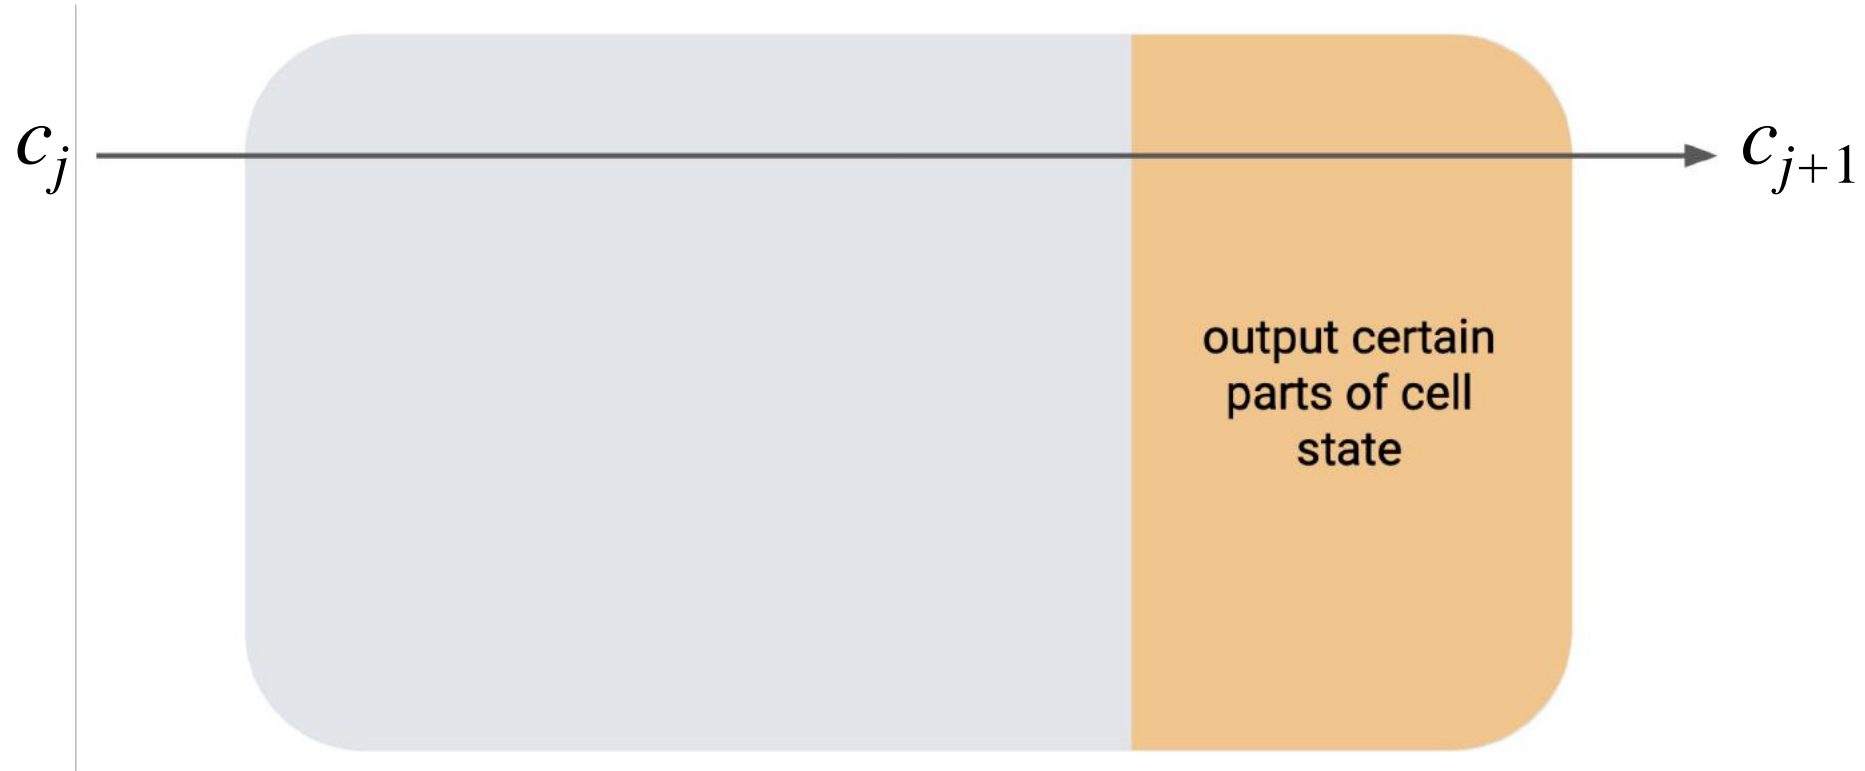 c_j
c_{j+1}
output certain
parts of cell
state